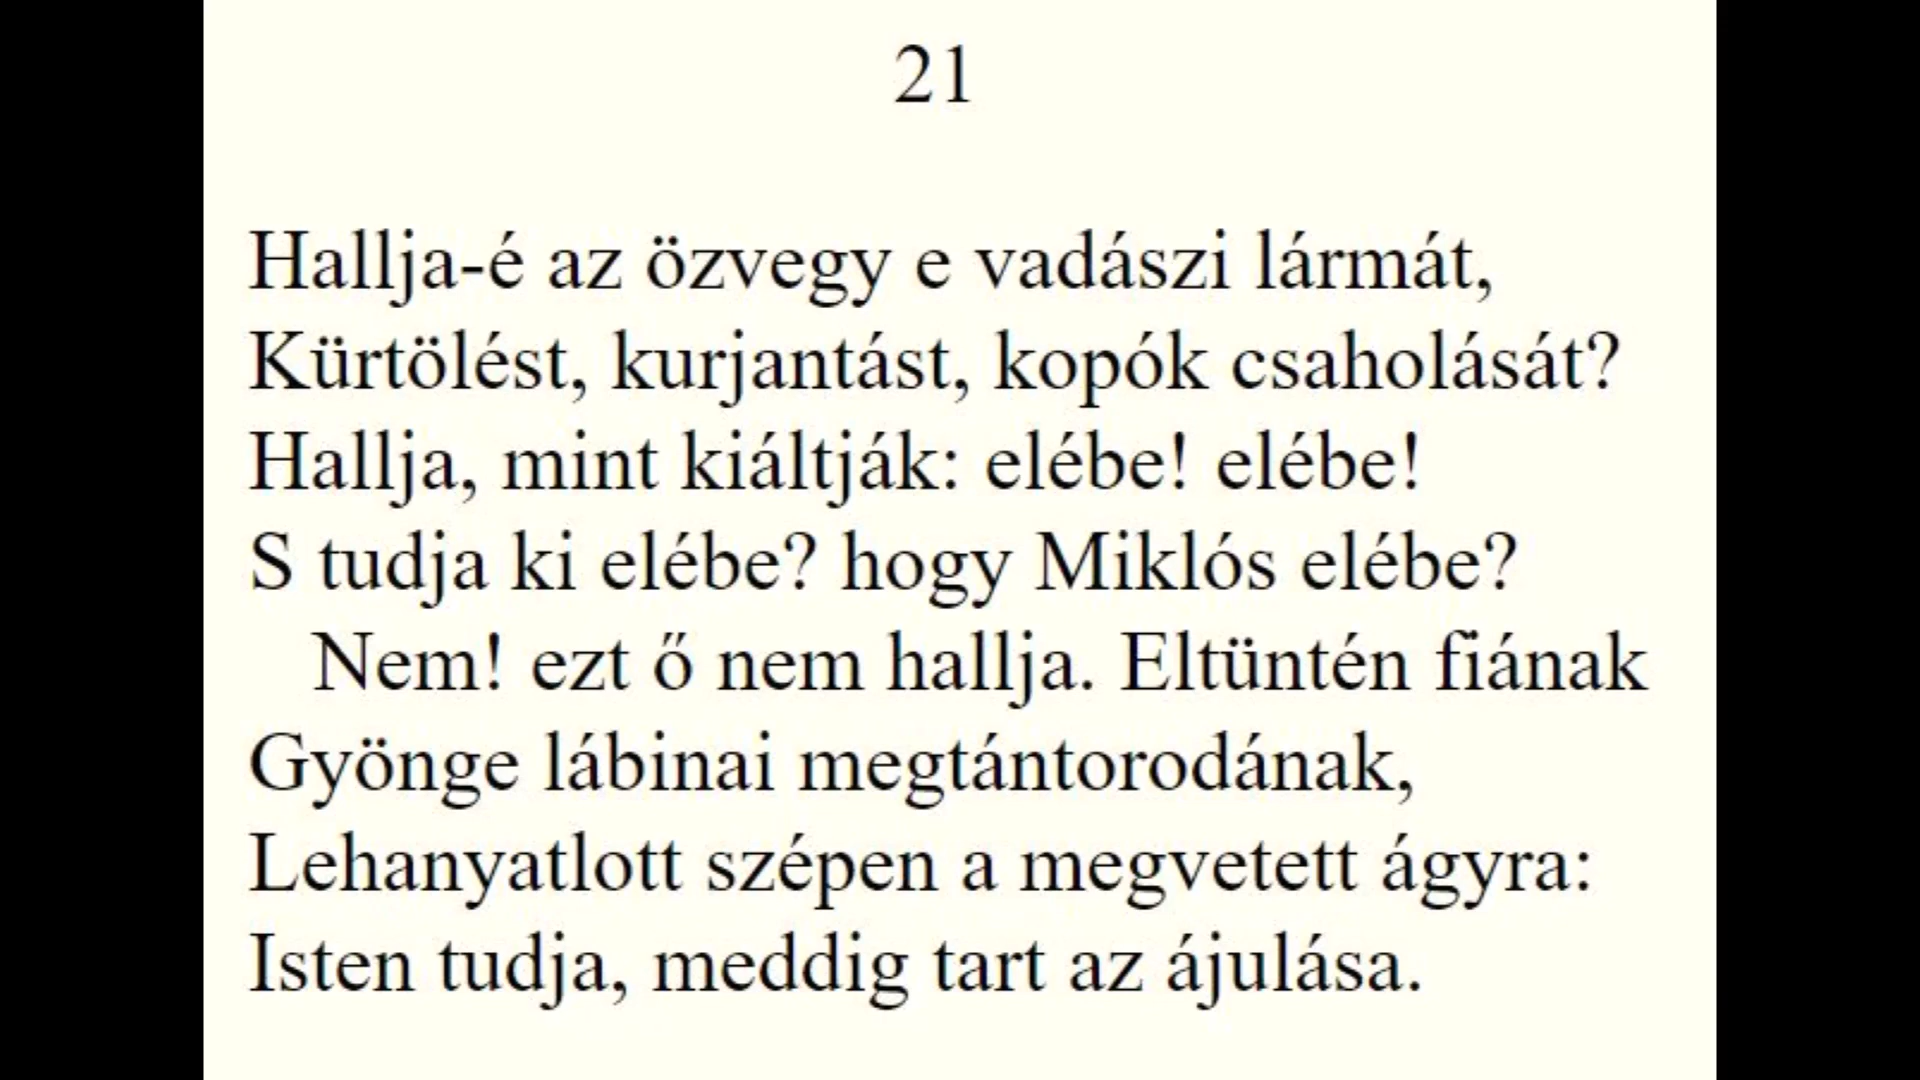 21
Hallja-é az özvegy e vadászi lármát,
Kürtölést, kurjantást, kopók csaholását?
Hallja, mint kiáltják: elébe! elébe!
S tudja ki elébe? hogy Miklós elébe?
Nem! ezt ő nem hallja. Eltüntén fiának
Gyönge lábinai megtántorodának,
Lehanyatlott szépen a megvetett ágyra:
Isten tudja, meddig tart az ájulása.